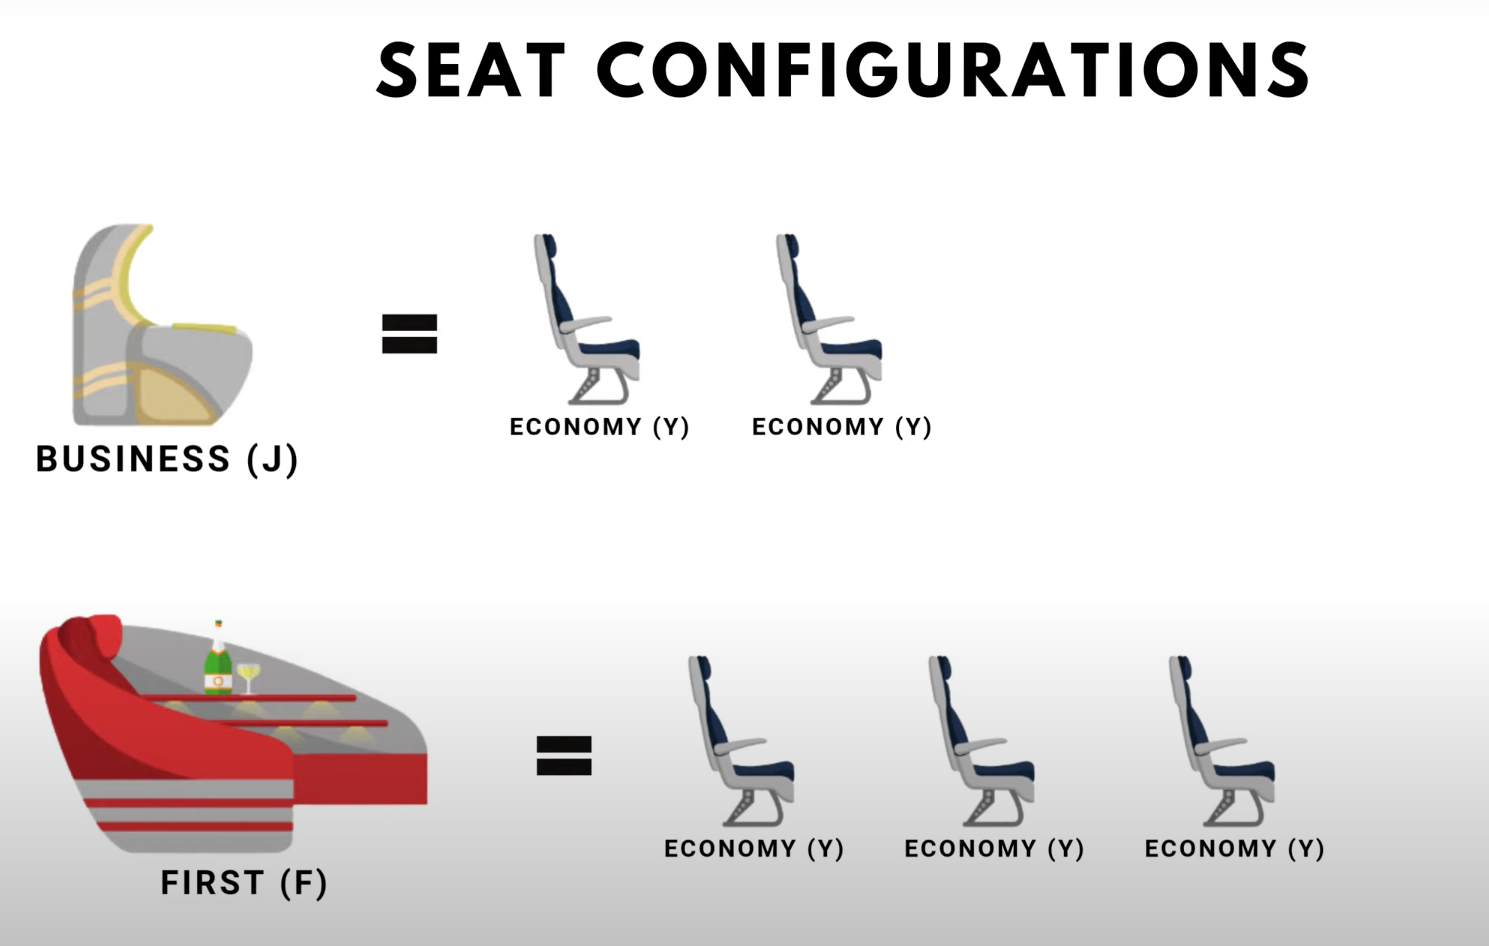 SEAT CONFIGURATIONS
ECONOMY (Y) ECONOMY (Y)
BUSINESS (J)
ECONOMY (Y) ECONOMY (Y) ECONOMY (Y)
FIRST (F)